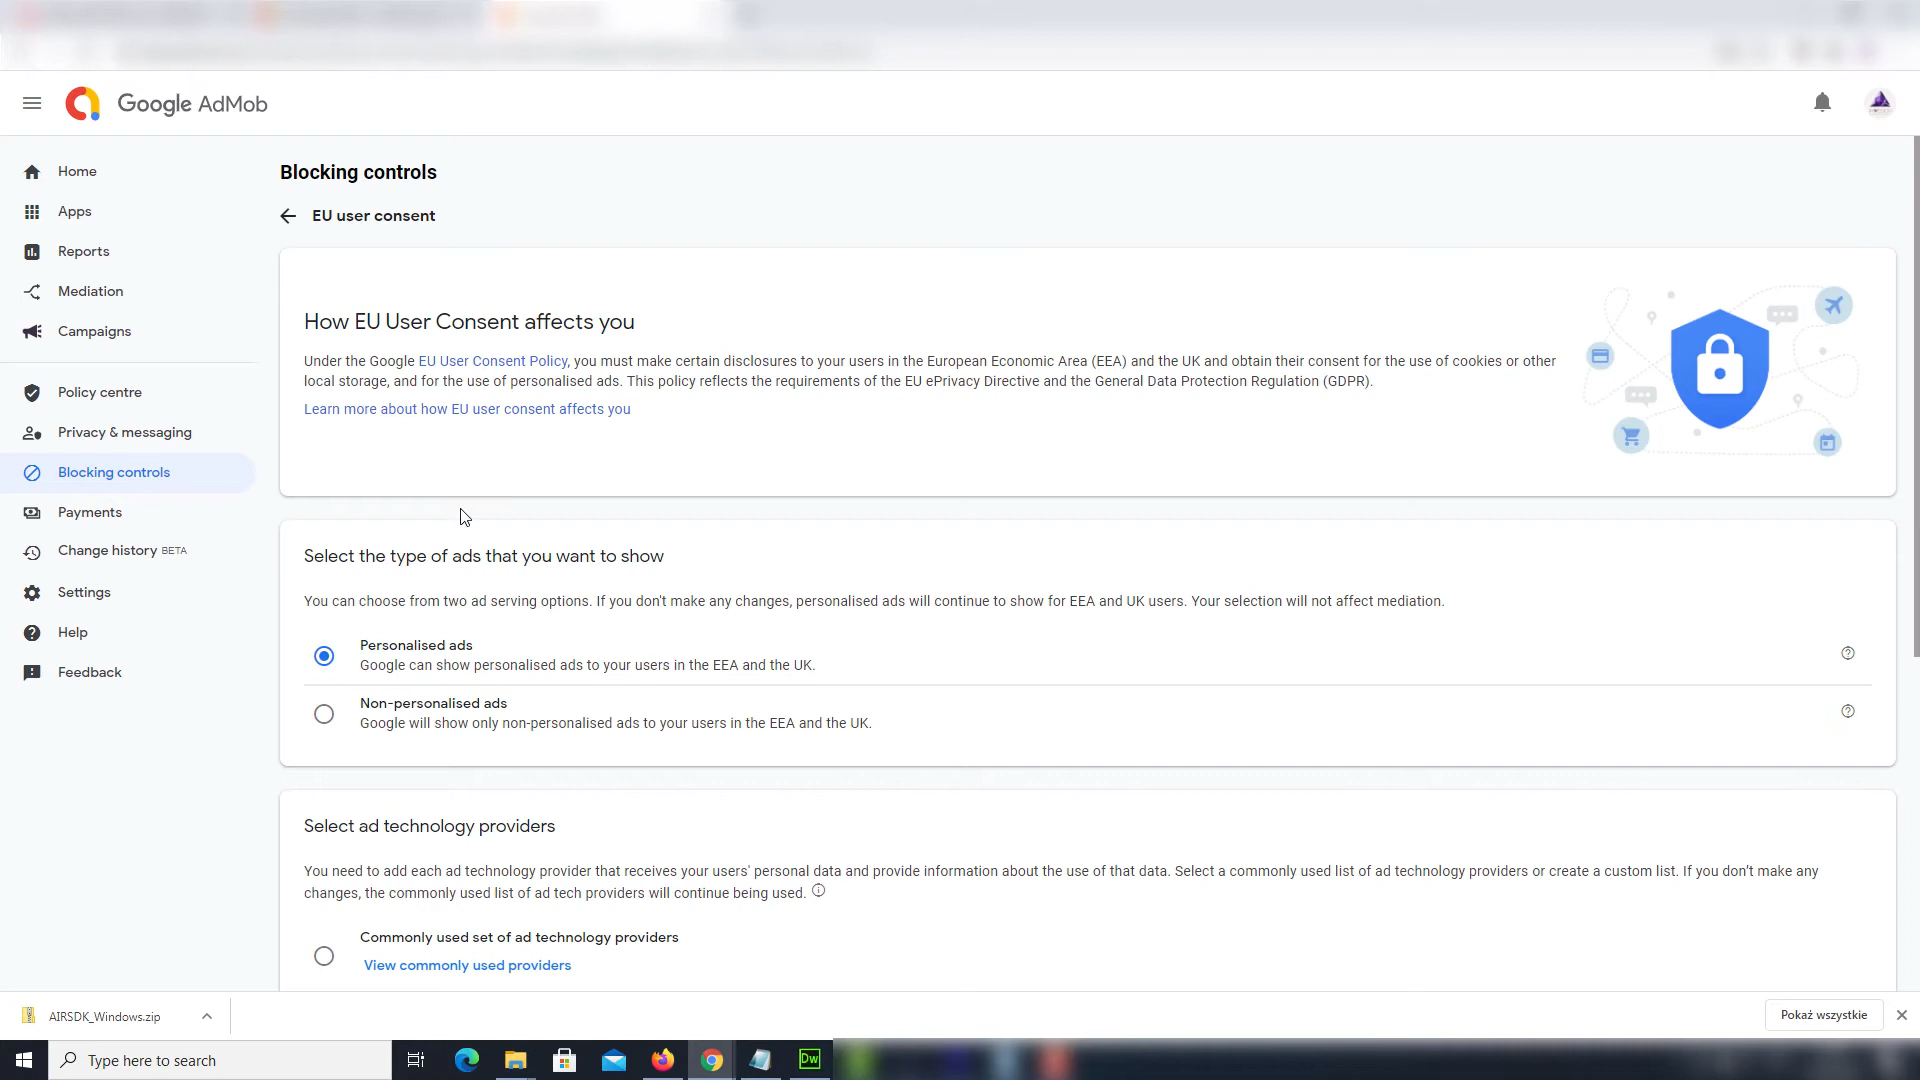 Google AdMob
Home
Apps
Reports
Mediation
Campaigns
Policy centre
Privacy & messaging
Blocking controls
Payments
Change history BETA
Settings
Help
Feedback
Blocking controls
EU user consent
How EU User Consent affects you
Under the Google EU User Consent Policy, you must make certain disclosures to your users in the European Economic Area (EEA) and the UK and obtain their consent for the use of cookies or other
local storage, and for the use of personalised ads. This policy reflects the requirements of the EU ePrivacy Directive and the General Data Protection Regulation (GDPR).
Learn more about how EU user consent affects you
Select the type of ads that you want to show
You can choose from two ad serving options. If you don't make any changes, personalised ads will continue to show for EEA and UK users. Your selection will not affect mediation.
Personalised ads
Google can show personalised ads to your users in the EEA and the UK.
Non-personalised ads
Google will show only non-personalised ads to your users in the EEA and the UK.
Select ad technology providers
You need to add each ad technology provider that receives your users' personal data and provide information about the use of that data. Select a commonly used list of ad technology providers or create a custom list. If you don't make any
changes, the commonly used list of ad tech providers will continue being used.
Commonly used set of ad technology providers
View commonly used providers
AIRSDK_Windows.zip
Pokaż wszystkie
Type here to search
Dw